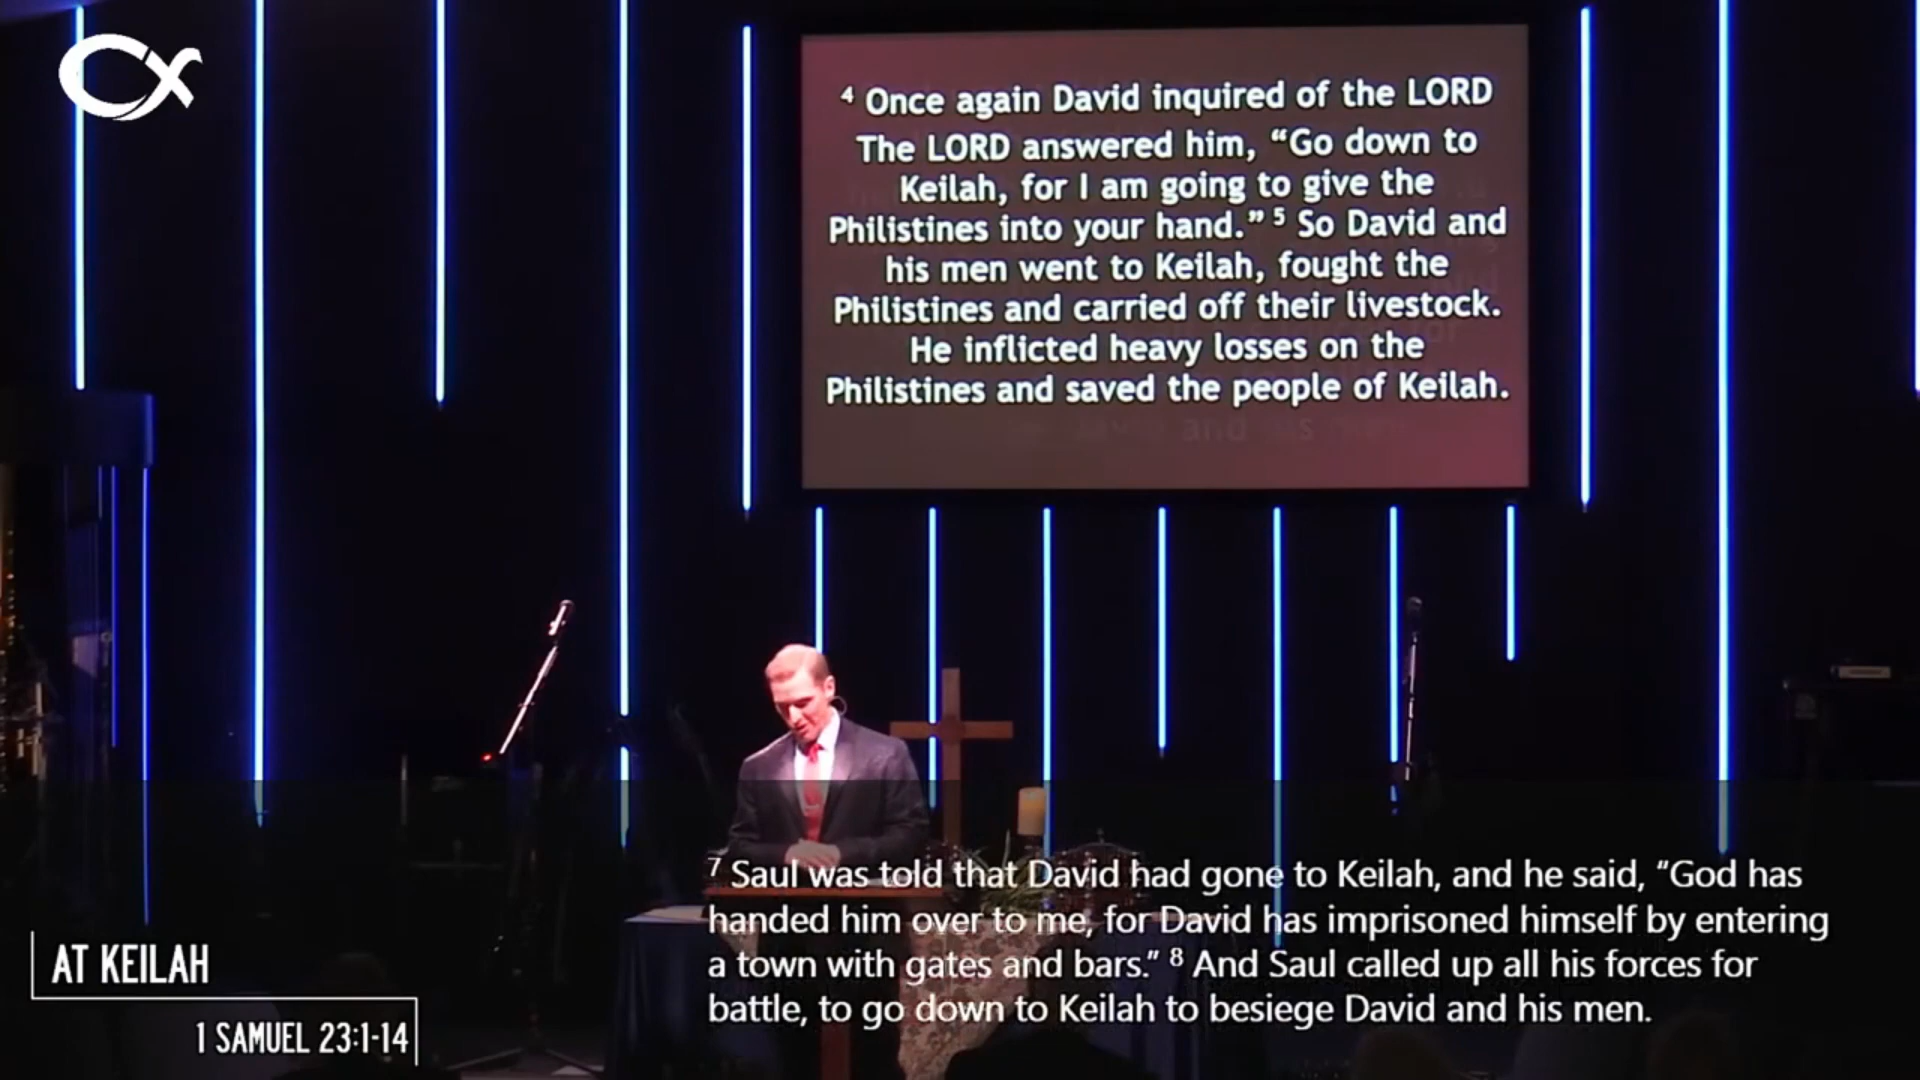 ⁴ Once again David inquired of the LORD
The LORD answered him, “Go down to
Keilah, for I am going to give the
Philistines into your hand.” ⁵ So David and
his men went to Keilah, fought the
Philistines and carried off their livestock.
He inflicted heavy losses on the
Philistines and saved the people of Keilah.
⁷ Saul was told that David had gone to Keilah, and he said, “God has
handed him over to me, for David has imprisoned himself by entering
a town with gates and bars.” ⁸ And Saul called up all his forces for
battle, to go down to Keilah to besiege David and his men.
AT KEILAH
1 SAMUEL 23:1-14